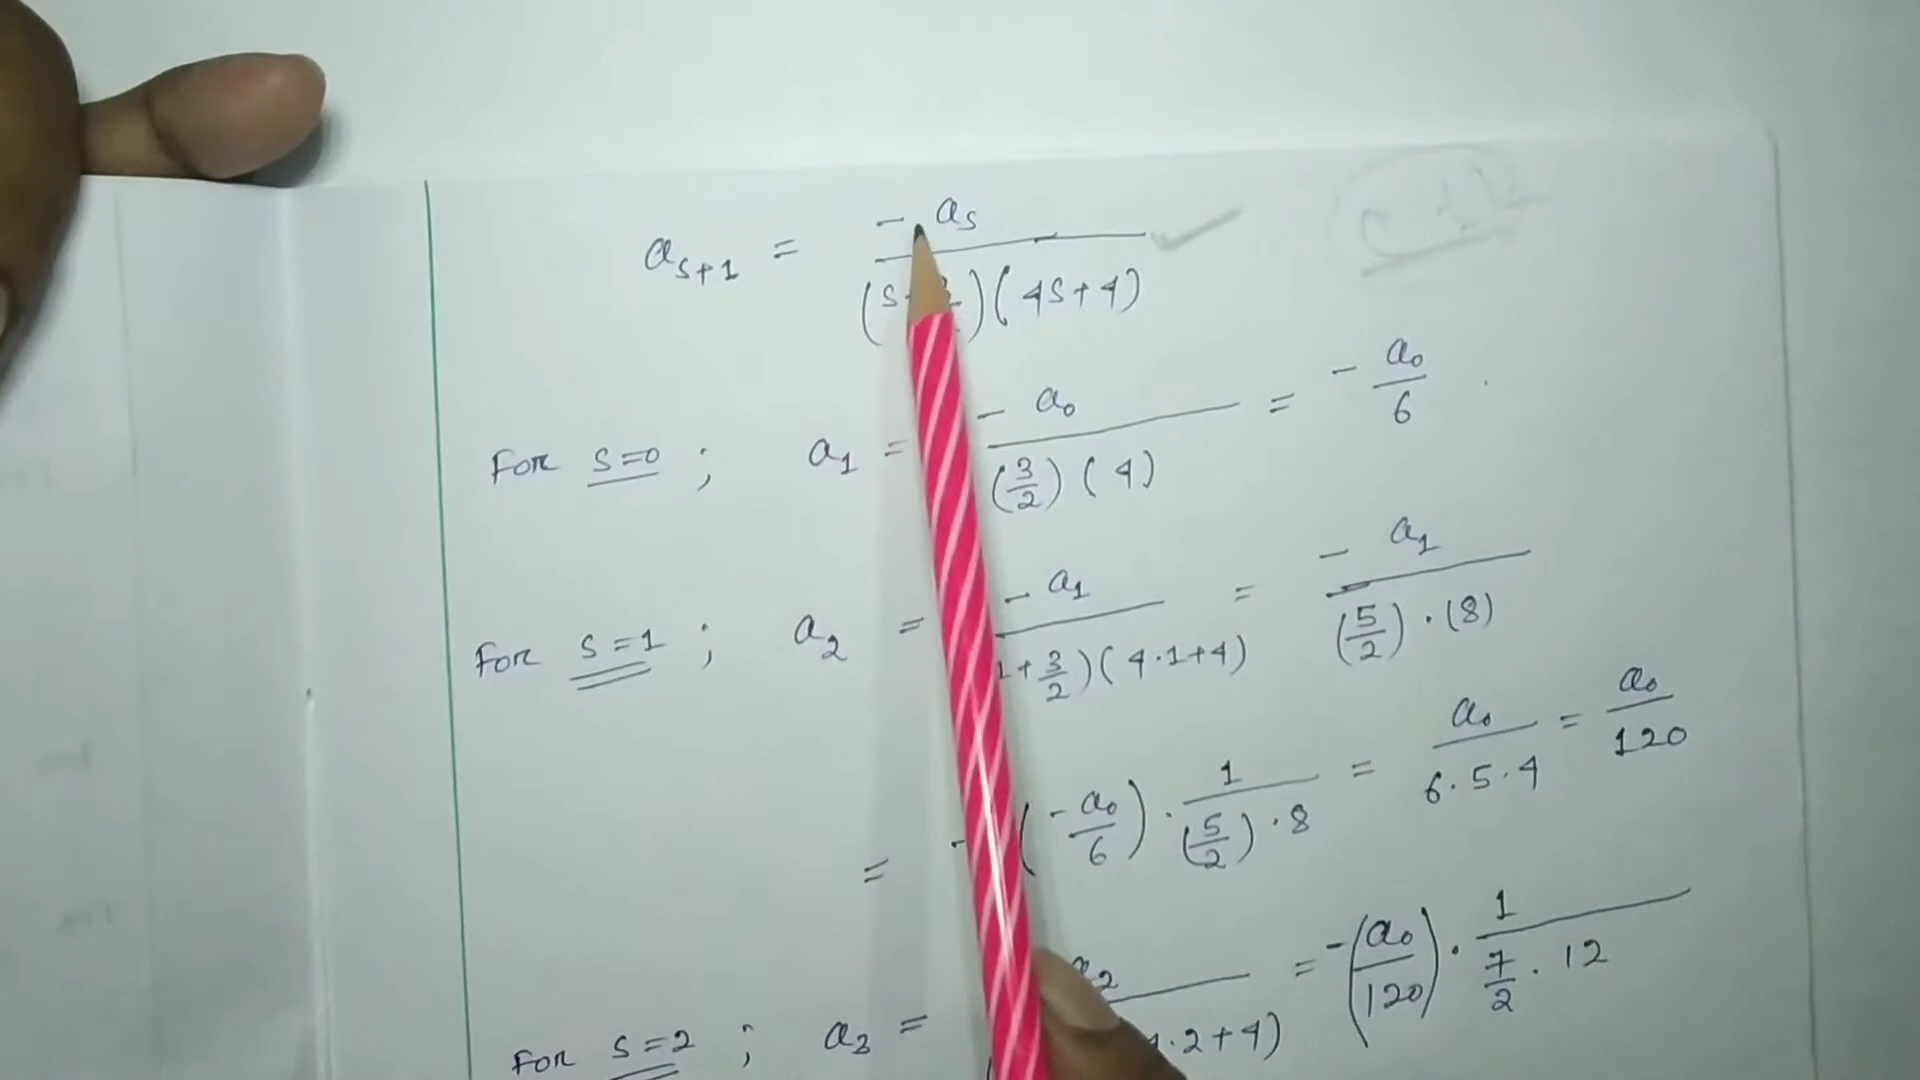 a_{s+1} = -a_s / (s )(4s+4)
For s=0 ; a_1 = -a_0 / (3/2)(4) = -a_0/6
For s=1 ; a_2 = -a_1 / 1+3/2)(4·1+4) = -a_1 / (5/2)·(8)
= -(-a_0/6) · 1 / (5/2)·8 = a_0 / 6·5·4 = a_0/120
For s=2 ; a_3 = 2 / ·2+4) = -(a_0/120) · 1 / 7/2 · 12